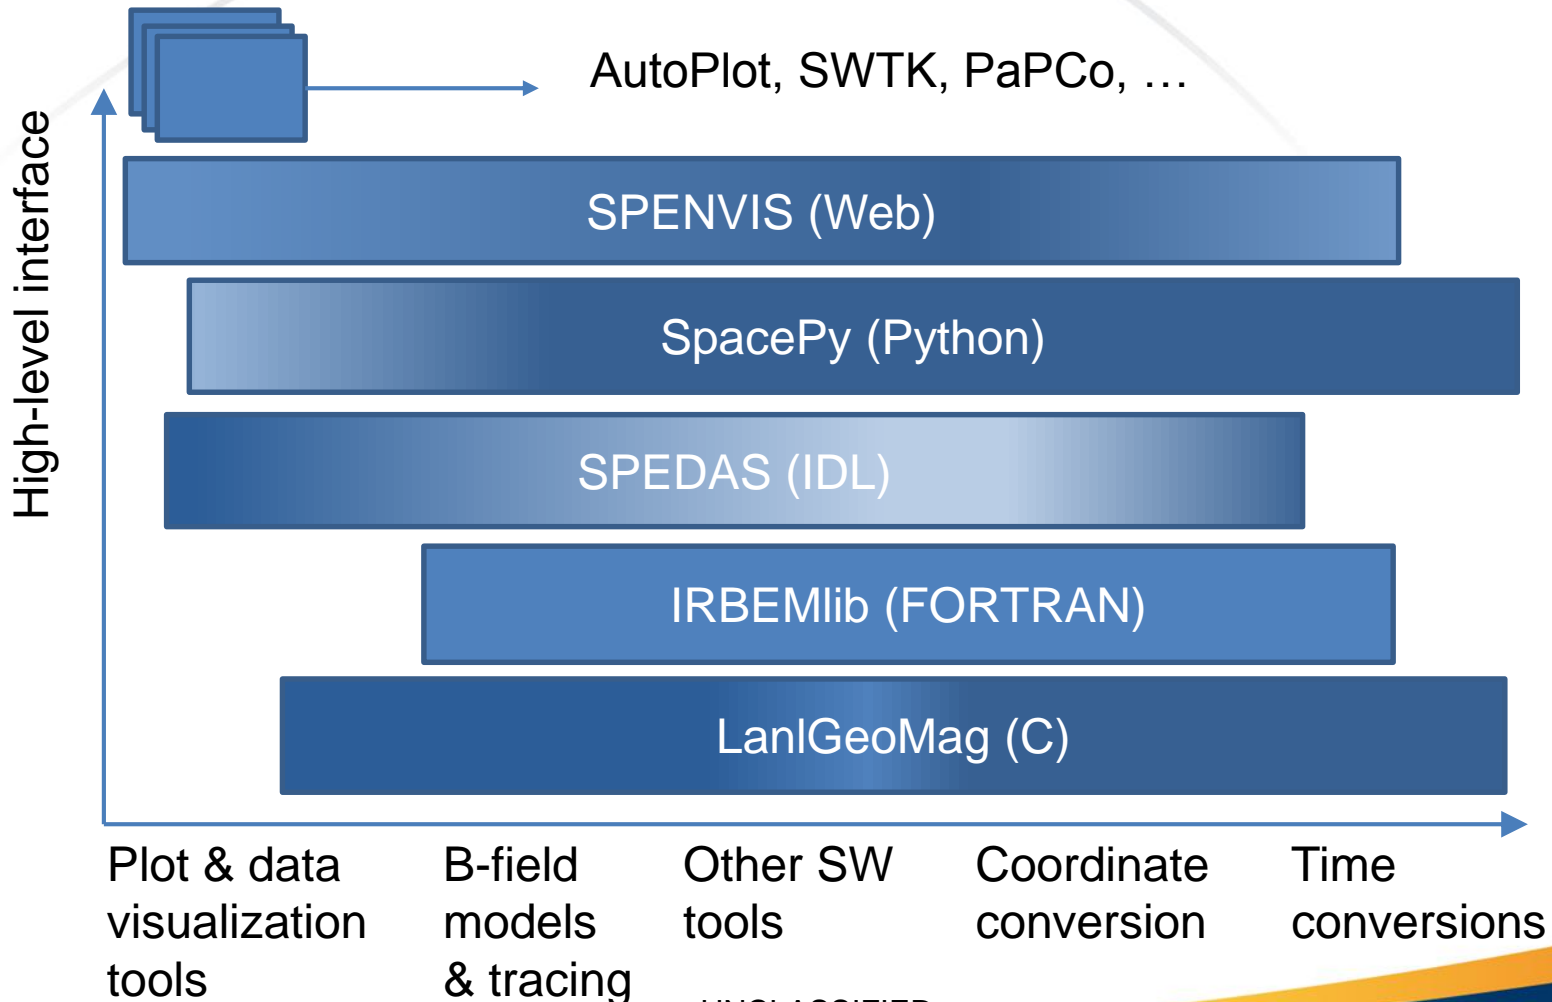 AutoPlot, SWTK, PaPCo, …
High-level interface
SPENVIS (Web)
SpacePy (Python)
SPEDAS (IDL)
IRBEMlib (FORTRAN)
LanlGeoMag (C)
Plot & data
visualization
tools
B-field
models
& tracing
Other SW
tools
Coordinate
conversion
Time
conversions
UNCLASSIFIED